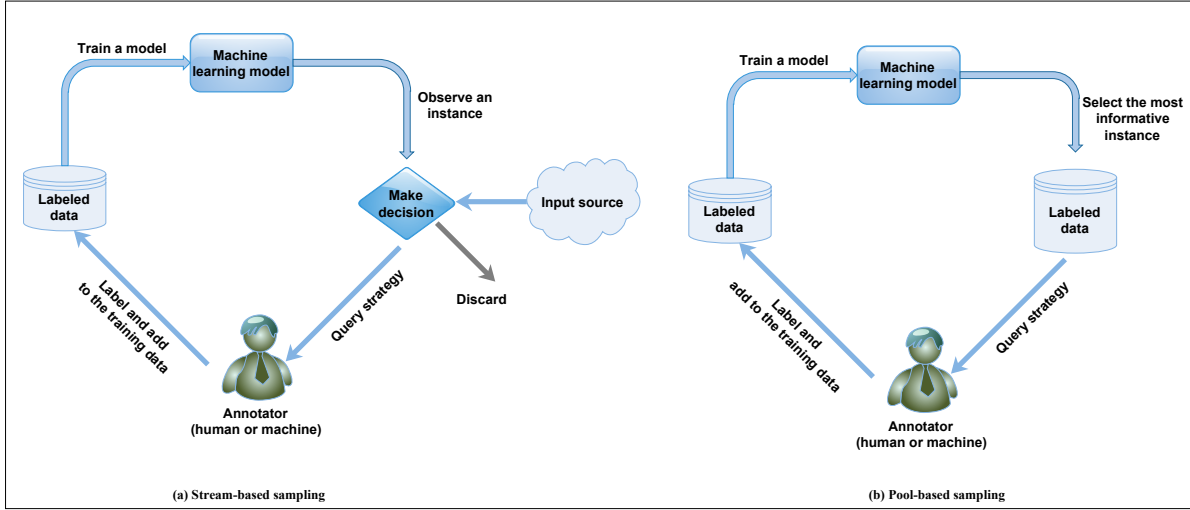 Train a model
Machine
learning model
Observe an
instance
Labeled
data
Make
decision
Input source
Discard
Query strategy
Label and add
to the training data
Annotator
(human or machine)
(a) Stream-based sampling
Train a model
Machine
learning model
Select the most
informative
instance
Labeled
data
Labeled
data
Label and
add to the training data
Query strategy
Annotator
(human or machine)
(b) Pool-based sampling